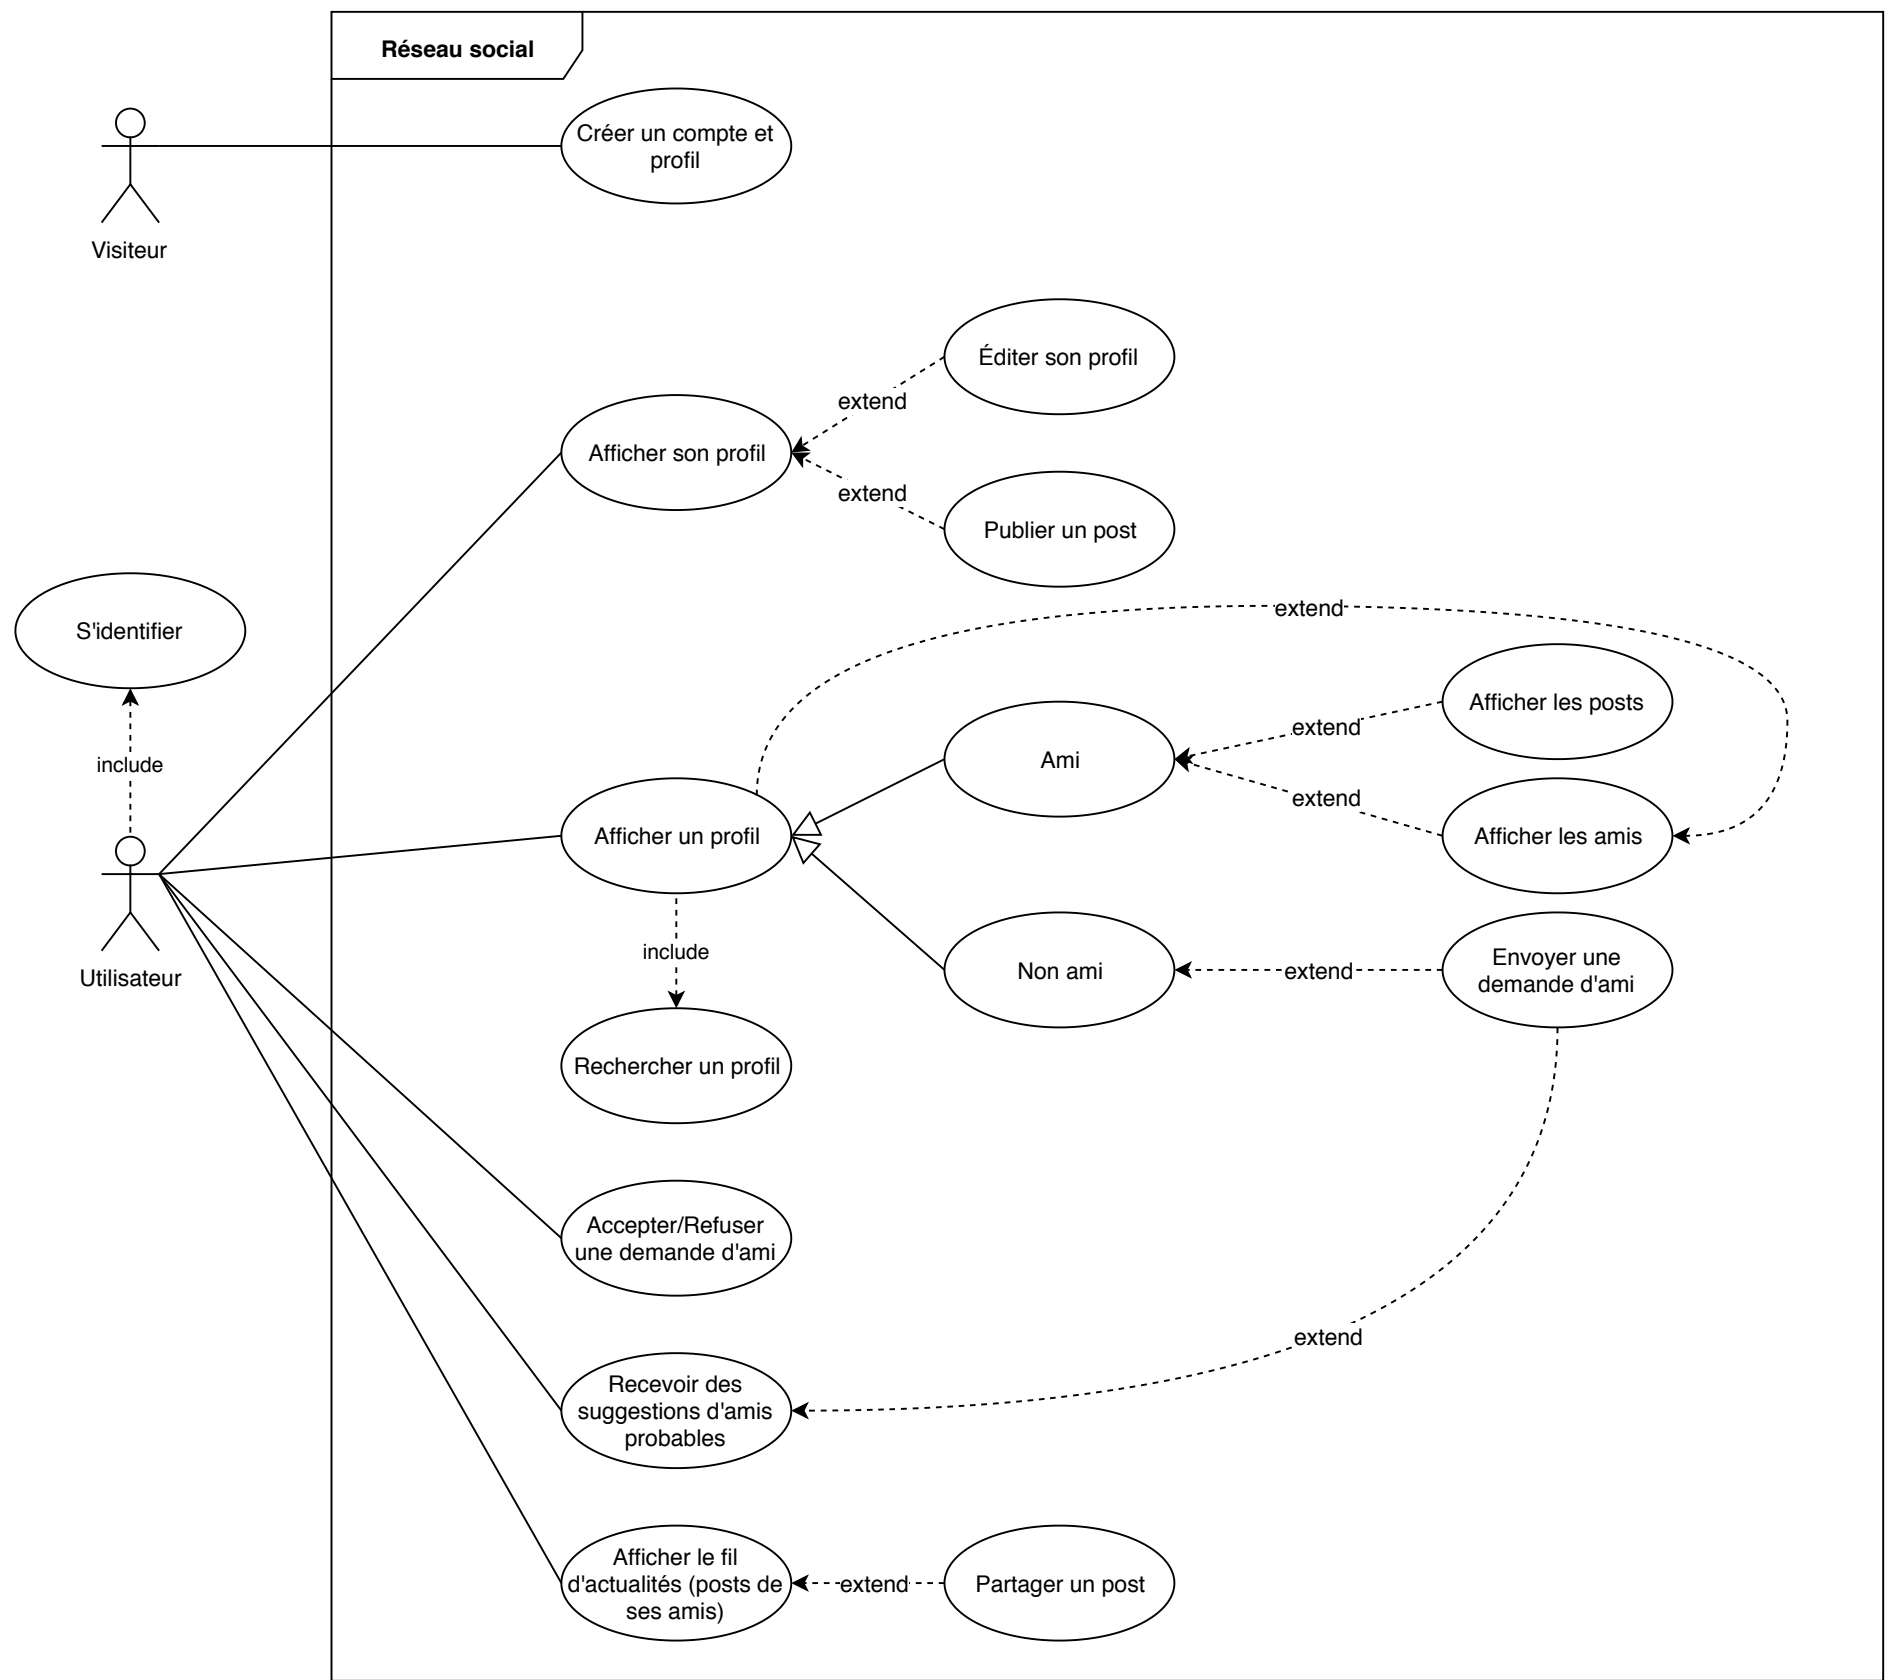 Réseau social
Créer un compte et
profil
Visiteur
Éditer son profil
extend
Afficher son profil
extend
Publier un post
extend
S'identifier
Afficher les posts
extend
Ami
include
extend
Afficher un profil
Afficher les amis
include
Envoyer une
demande d'ami
Non ami
extend
Utilisateur
Rechercher un profil
Accepter/Refuser
une demande d'ami
extend
Recevoir des
suggestions d'amis
probables
Afficher le fil
d'actualités (posts de
ses amis)
extend
Partager un post